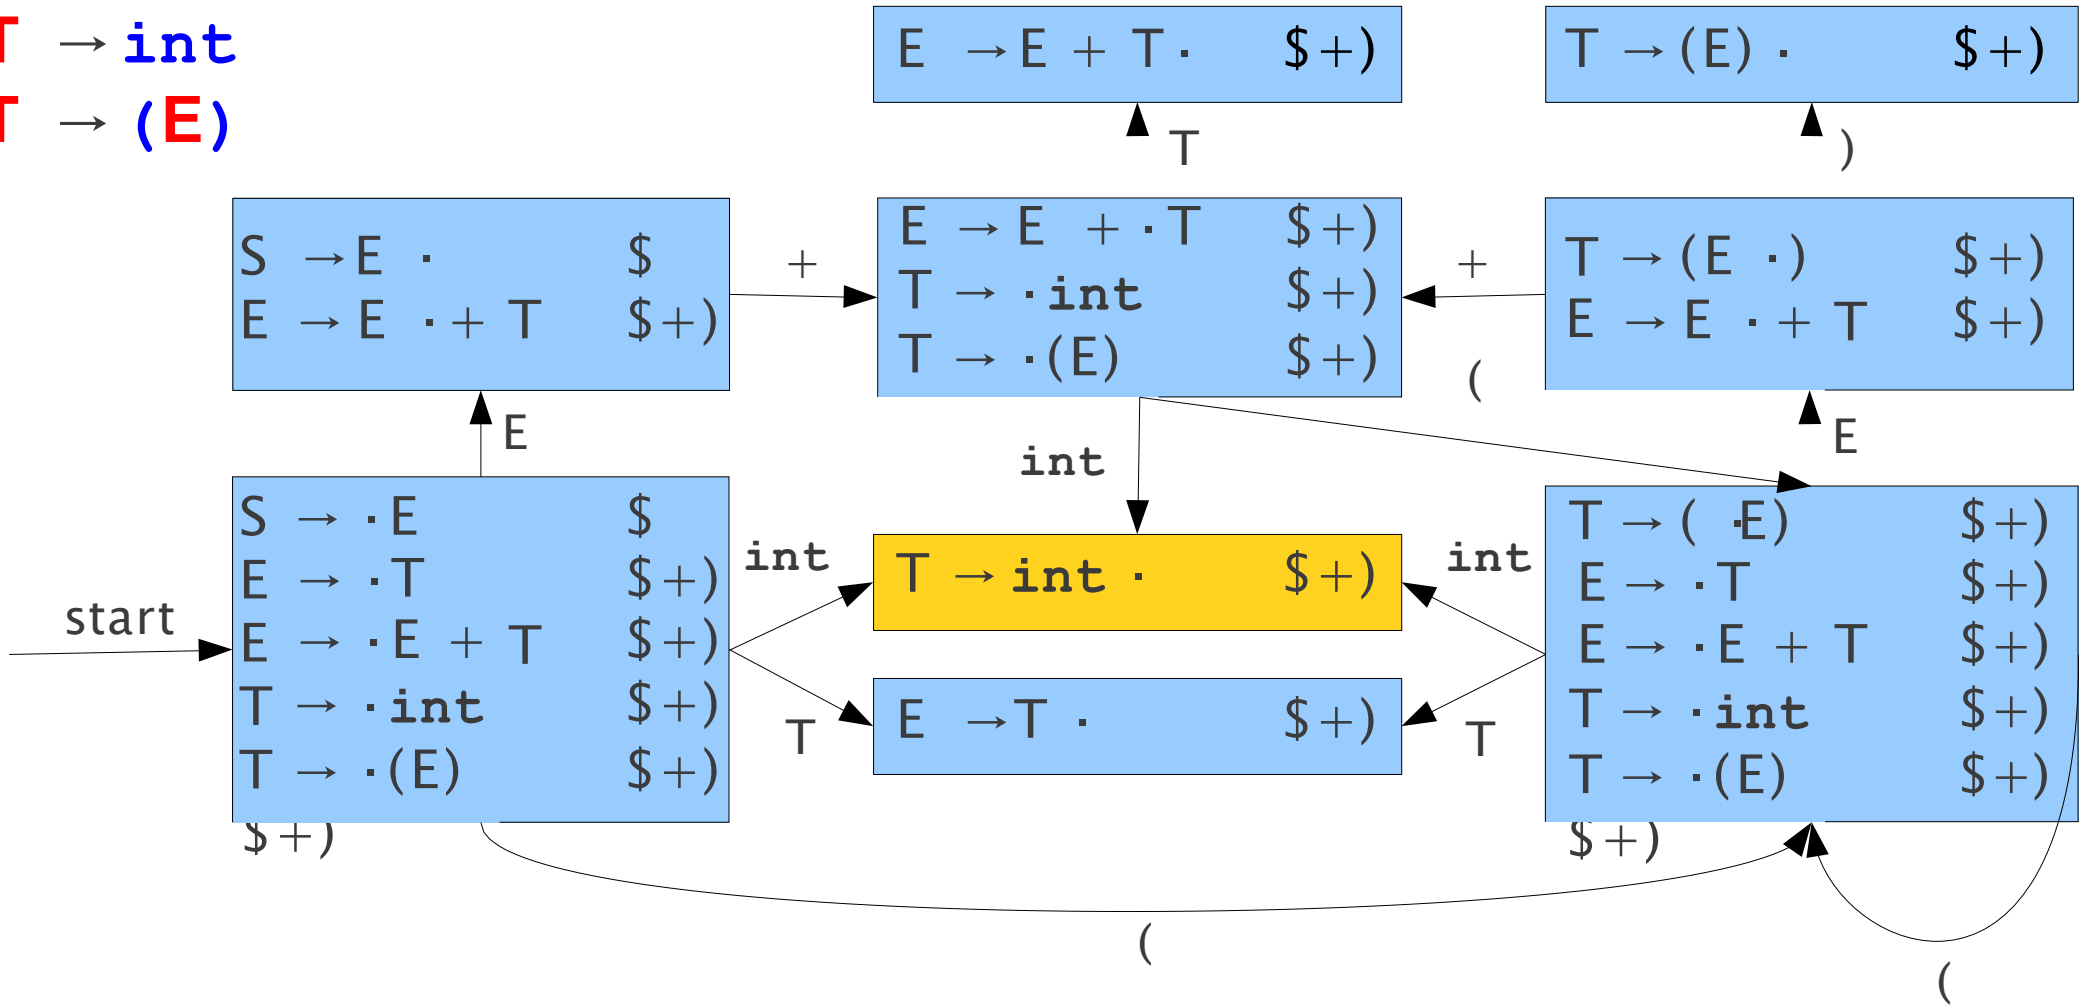 T → int
T → (E)
E → E + T · $+)
T → (E) · $+)
T
)
S → E · $
E → E · + T $+)
+
E → E + · T $+)
T → · int $+)
T → · (E) $+)
+
T → (E · ) $+)
E → E · + T $+)
(
E
int
E
start
S → · E $
E → · T $+)
E → · E + T $+)
T → · int $+)
T → · (E) $+)
$+)
int
T
T → int · $+)
E → T · $+)
int
T
T → ( · E) $+)
E → · T $+)
E → · E + T $+)
T → · int $+)
T → · (E) $+)
$+)
(
(